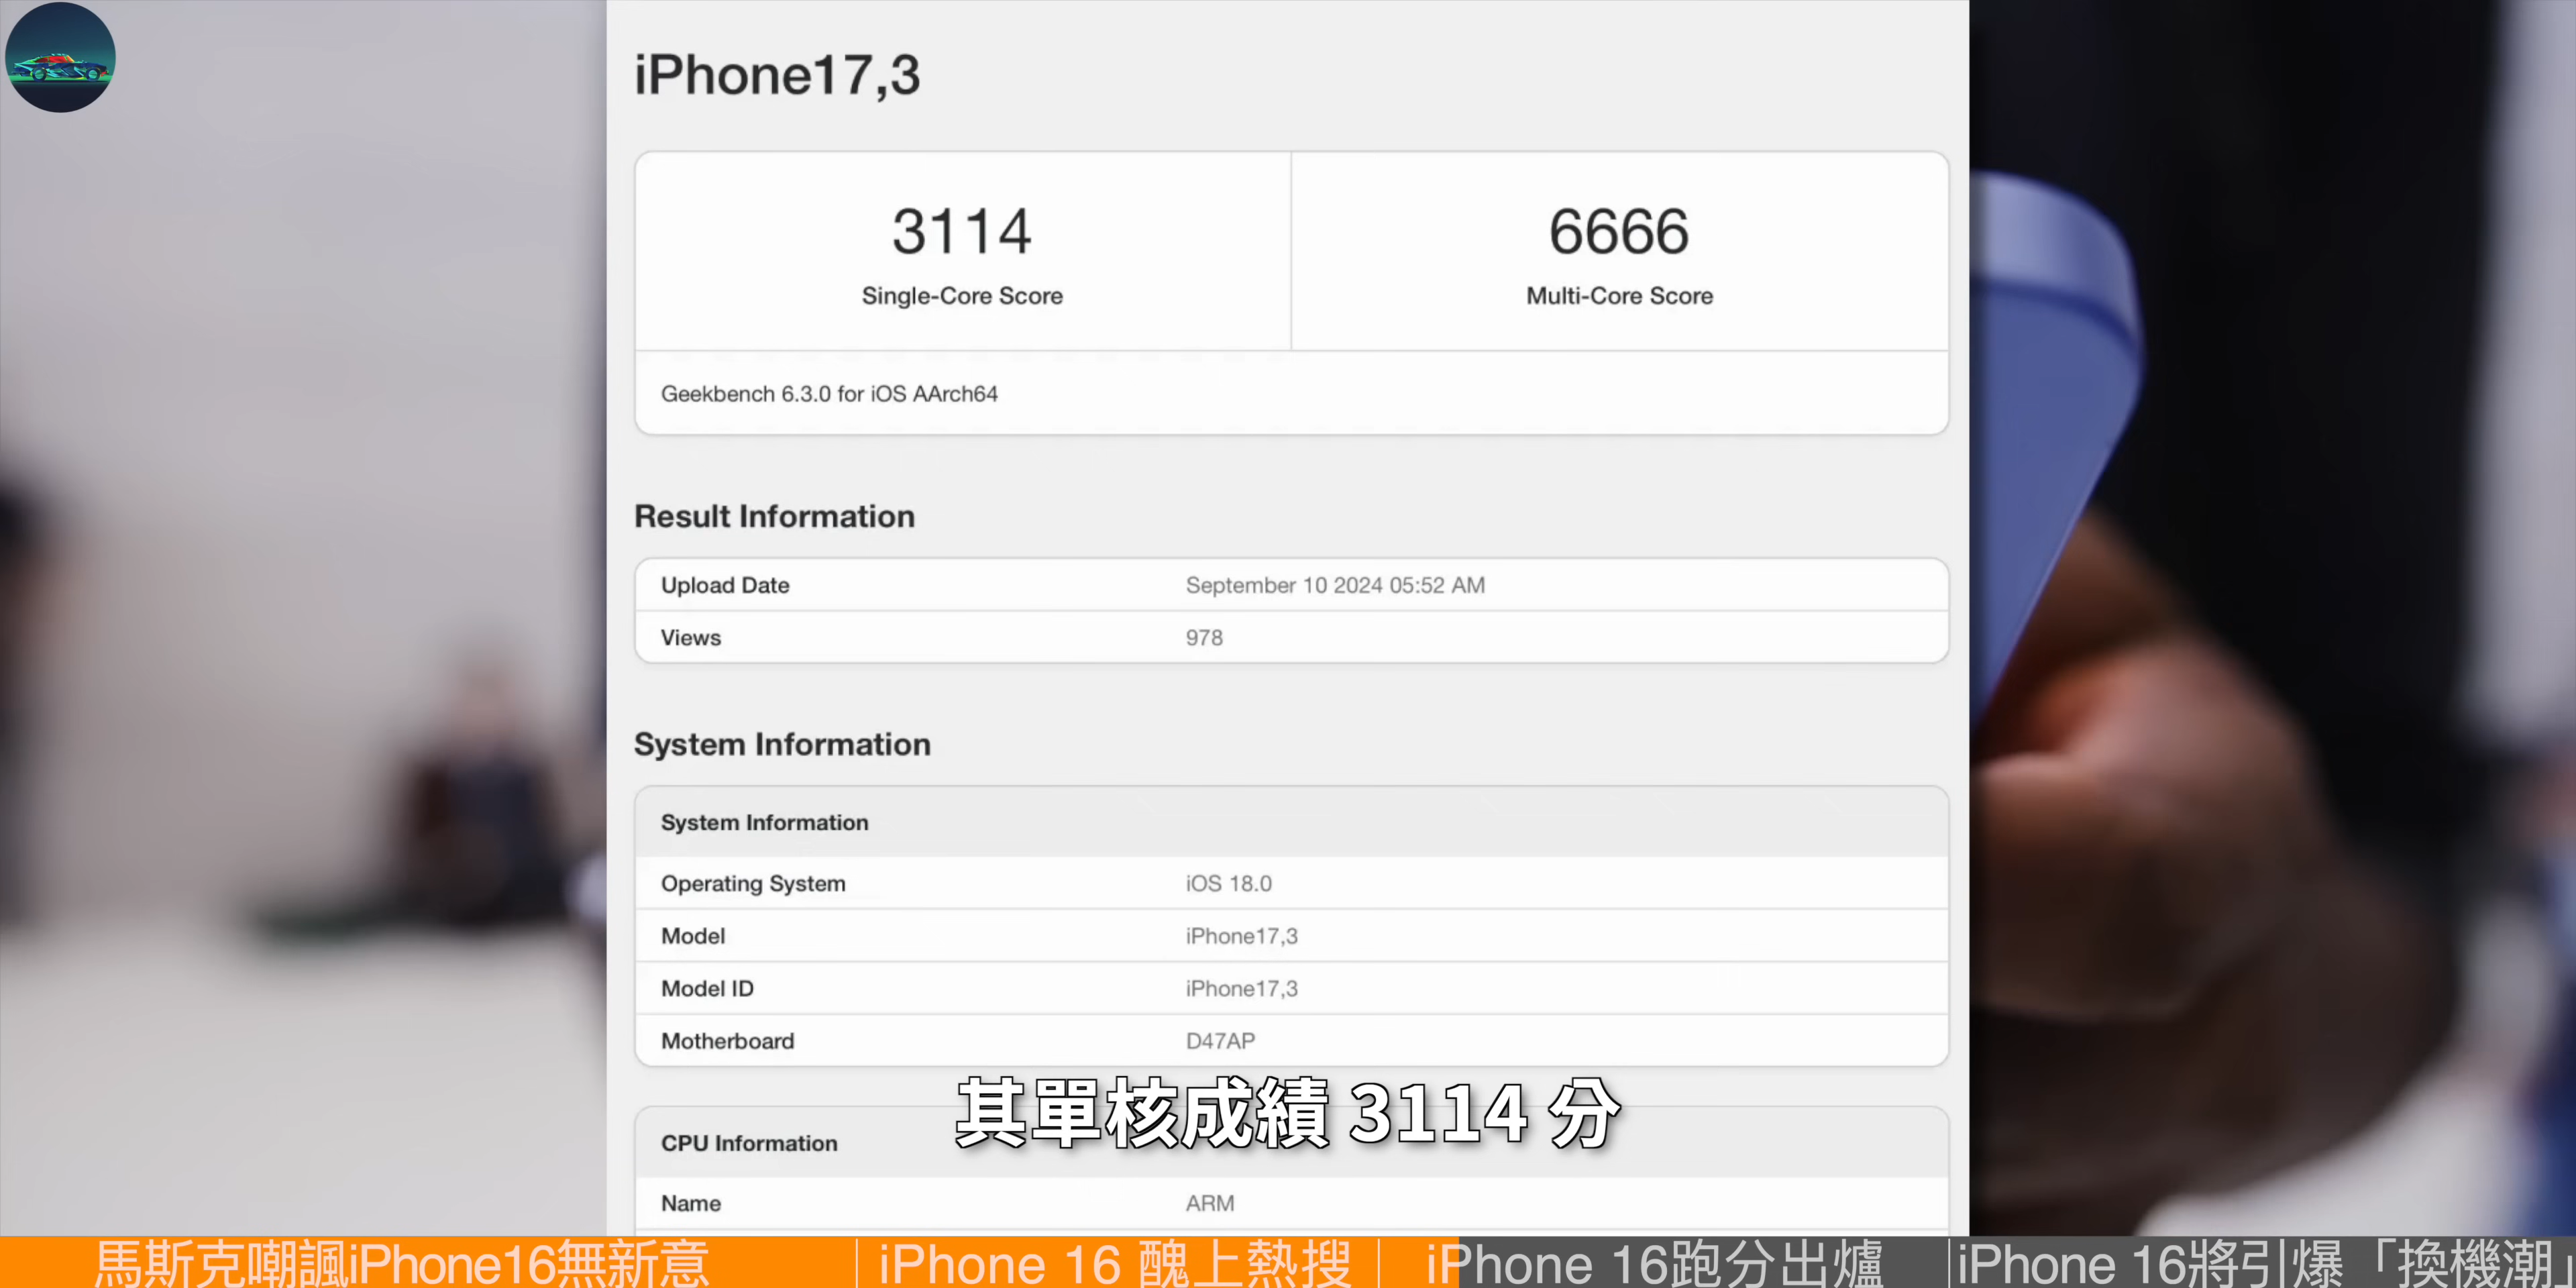 iPhone17,3
3114
Single-Core Score
6666
Multi-Core Score
Geekbench 6.3.0 for iOS AArch64
Result Information
Upload Date September 10 2024 05:52 AM
Views 978
System Information
System Information
Operating System iOS 18.0
Model iPhone17,3
Model ID iPhone17,3
Motherboard D47AP
其單核成績 3114 分
CPU Information
Name ARM
馬斯克嘲諷iPhone16無新意 iPhone 16 醜上熱搜 iPhone 16跑分出爐 iPhone 16將引爆「換機潮」